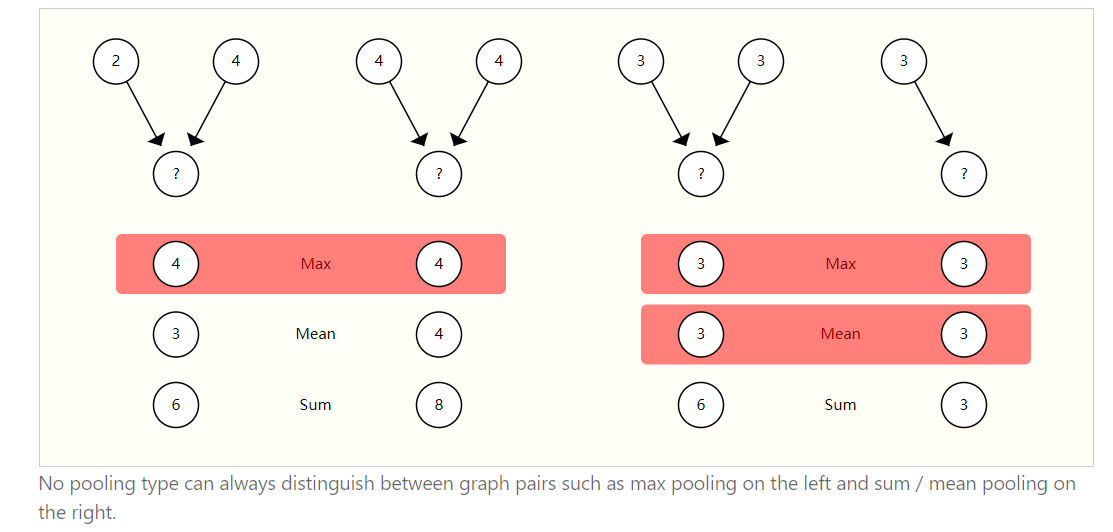 2 4 4 4 3 3 3
? ? ? ?
4 Max 4 3 Max 3
3 Mean 4 3 Mean 3
6 Sum 8 6 Sum 3
No pooling type can always distinguish between graph pairs such as max pooling on the left and sum / mean pooling on
the right.